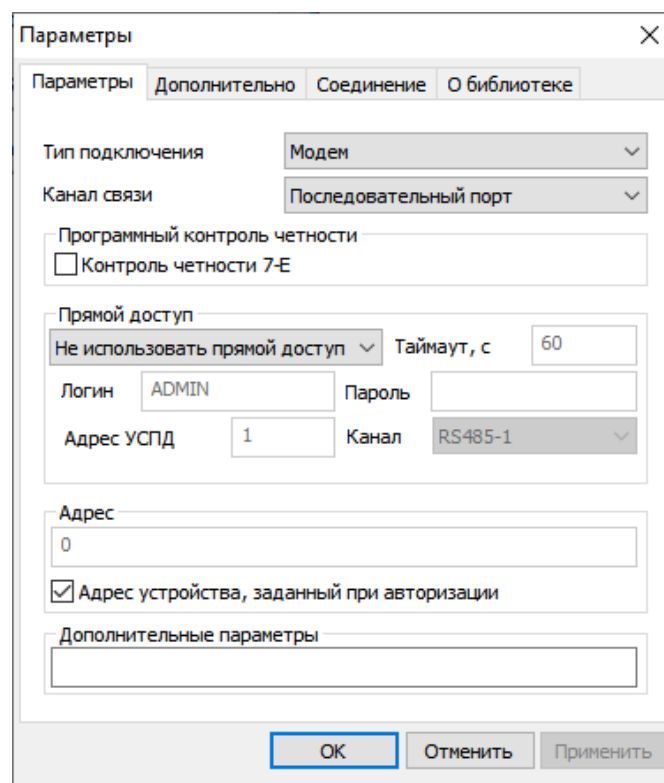 Параметры
Параметры Дополнительно Соединение О библиотеке
Тип подключения Модем
Канал связи Последовательный порт
Программный контроль четности
Контроль четности 7-Е
Прямой доступ
Не использовать прямой доступ Таймаут, с 60
Логин ADMIN Пароль
Адрес УСПД 1 Канал RS485-1
Адрес
0
Адрес устройства, заданный при авторизации
Дополнительные параметры
ОК Отменить Применить